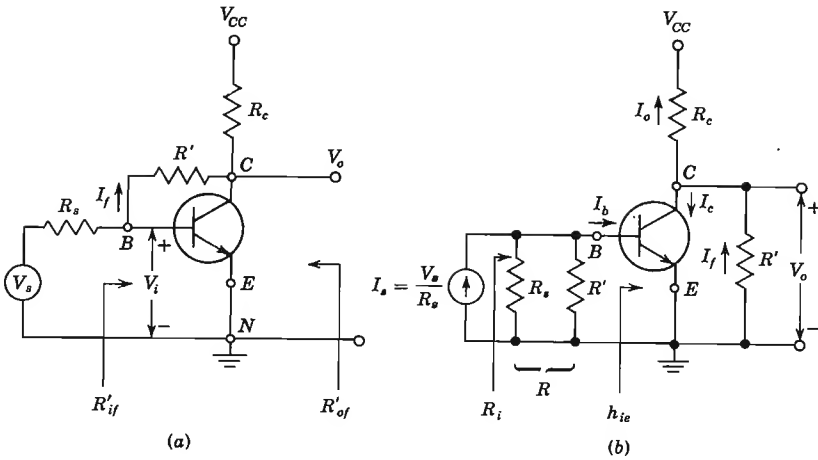 V_CC
R_c
R'
C
V_o
I_f
R_s
B
+
V_i
−
V_s
E
N
R'_if
R'_of
(a)
V_CC
I_o
R_c
C
I_c
+
I_b
B
I_s = V_s/R_s
R_s
R'
I_f
R'
V_o
E
−
R
R_i
h_ie
(b)